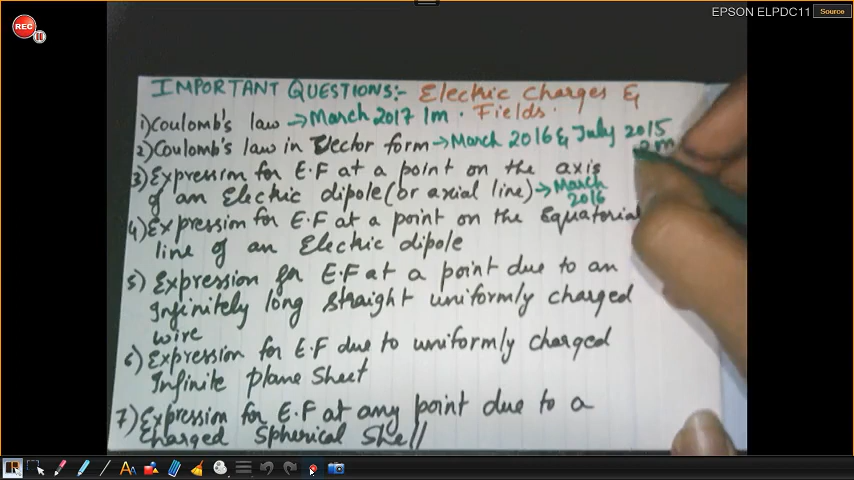 EPSON ELPDC11
Source
REC
IMPORTANT QUESTIONS:- Electric Charges &
Fields.
1) Coulomb's law → March 2017 1m.
2) Coulomb's law in Vector form → March 2016 & July 2015
2m
3) Expression for E.F at a point on the axis
of an Electric dipole (or axial line) → March
2016
4) Expression for E.F at a point on the Equatorial
line of an Electric dipole
5) Expression for E.F at a point due to an
Infinitely long straight uniformly charged
wire
6) Expression for E.F due to uniformly charged
Infinite plane Sheet
7) Expression for E.F at any point due to a
charged Spherical Shell